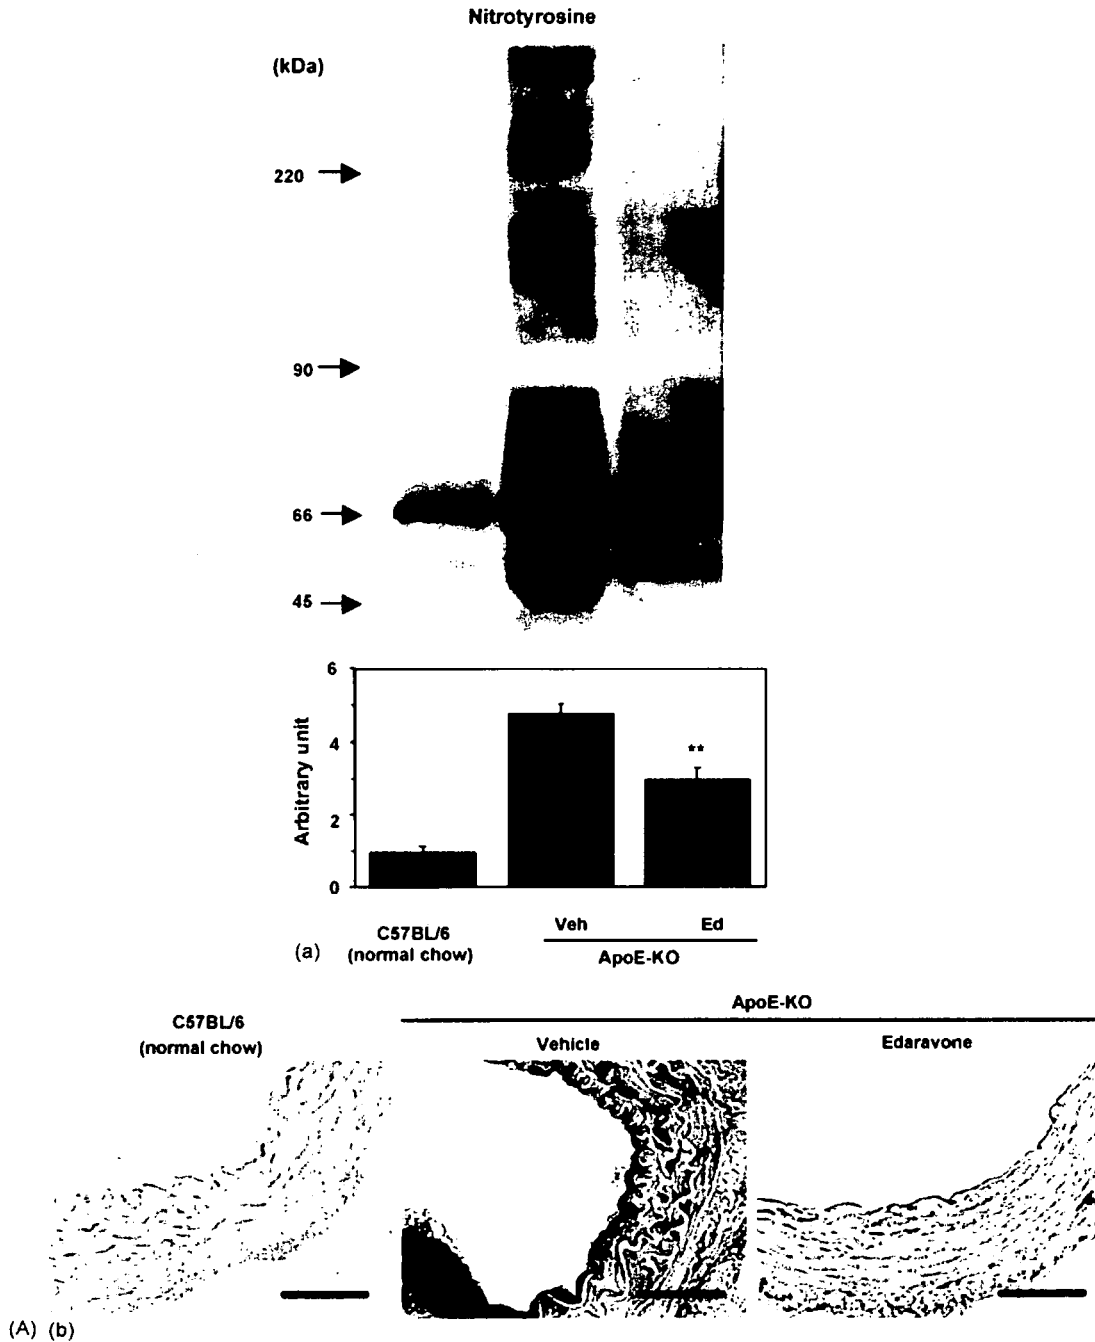 Nitrotyrosine
(kDa)
220
90
66
45
6
4
2
0
Arbitrary unit
**
C57BL/6
(normal chow)
Veh
Ed
ApoE-KO
(a)
ApoE-KO
C57BL/6
(normal chow)
Vehicle
Edaravone
(A) (b)